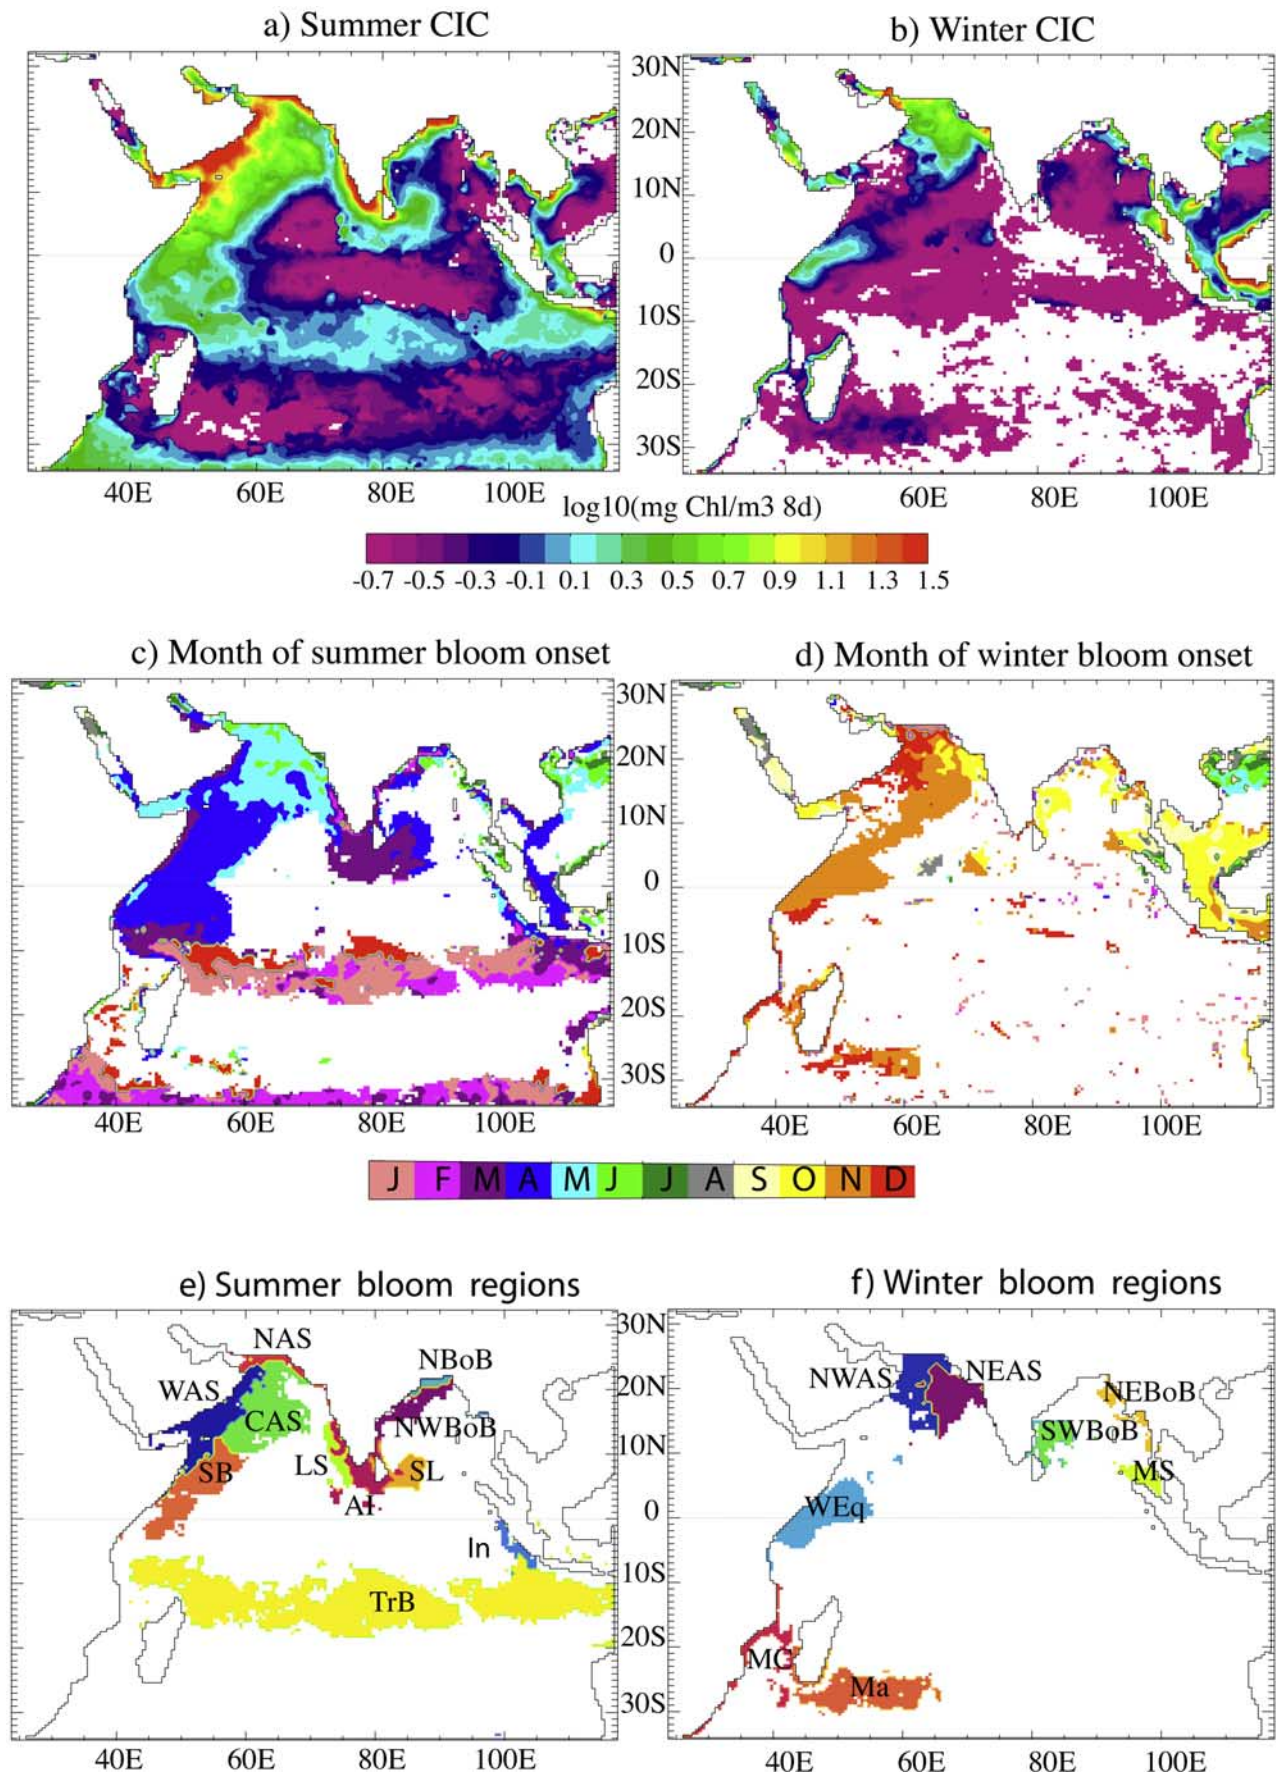 a) Summer CIC
b) Winter CIC
30N
20N
10N
0
10S
20S
30S
40E 60E 80E 100E
60E 80E 100E
log10(mg Chl/m3 8d)
-0.7 -0.5 -0.3 -0.1 0.1 0.3 0.5 0.7 0.9 1.1 1.3 1.5
c) Month of summer bloom onset
d) Month of winter bloom onset
30N
20N
10N
0
10S
20S
30S
40E 60E 80E 100E
40E 60E 80E 100E
J F M A M J J A S O N D
e) Summer bloom regions
f) Winter bloom regions
30N
20N
10N
0
10S
20S
30S
NAS
WAS
CAS
SB
LS
AI
NBoB
NWBoB
SL
In
TrB
NWAS
NEAS
NEBoB
SWBoB
MS
WEq
MC
Ma
40E 60E 80E 100E
40E 60E 80E 100E